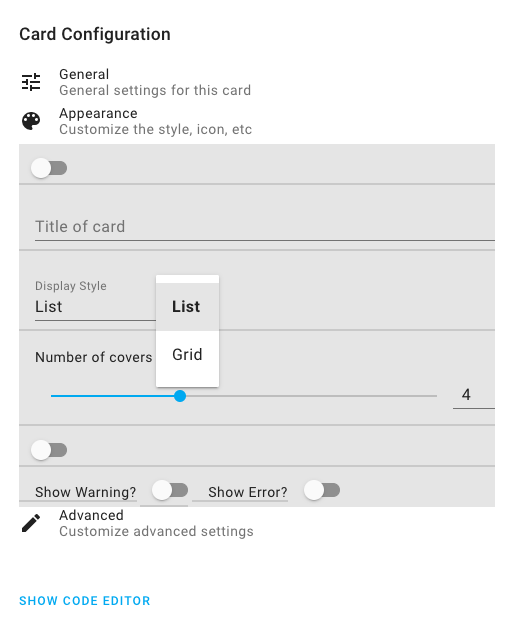 Card Configuration
General
General settings for this card
Appearance
Customize the style, icon, etc
Title of card
Display Style
List
List
Grid
Number of covers
4
Show Warning? Show Error?
Advanced
Customize advanced settings
SHOW CODE EDITOR